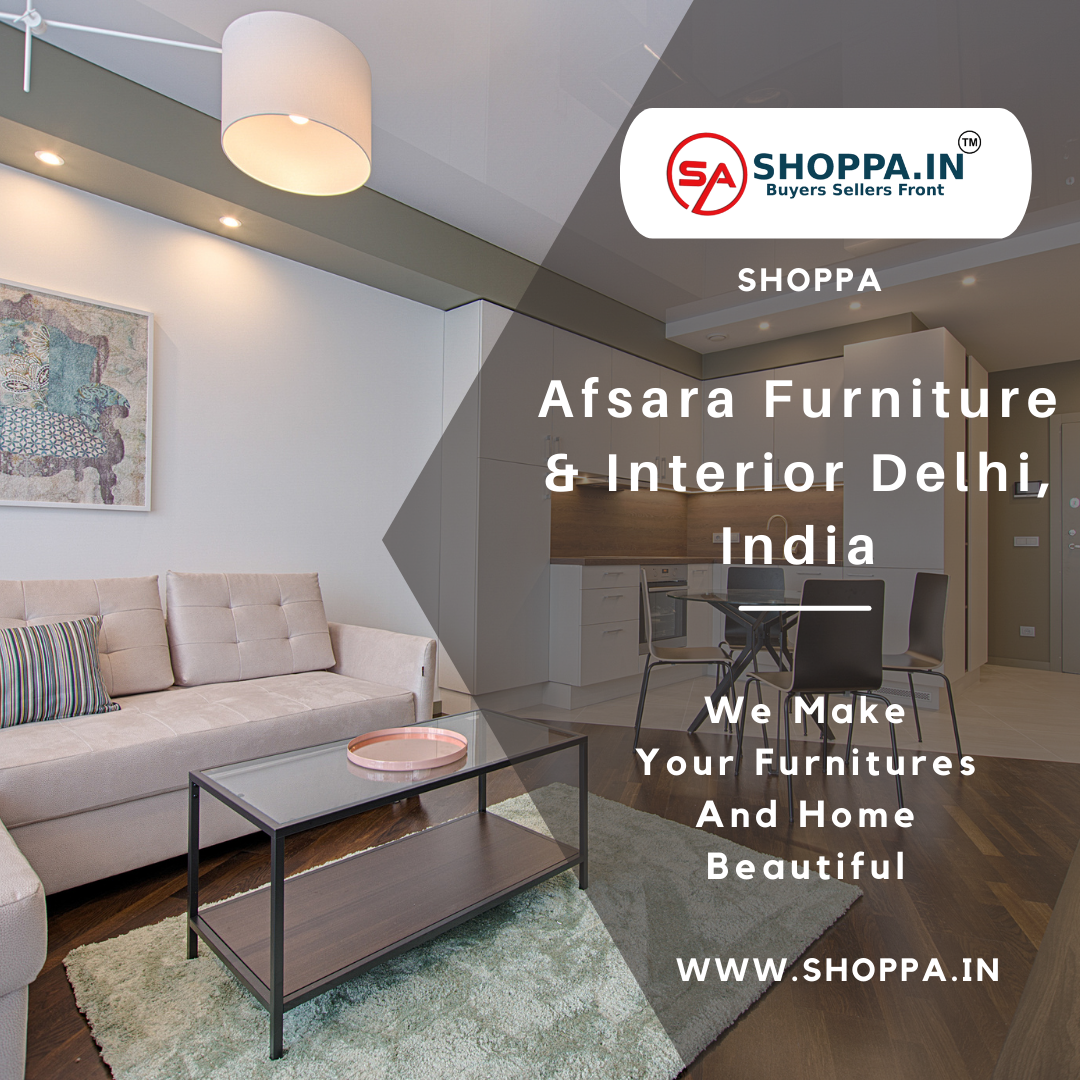 SA
SHOPPA.IN TM
Buyers Sellers Front
SHOPPA
Afsara Furniture
& Interior Delhi,
India
We Make
Your Furnitures
And Home
Beautiful
WWW.SHOPPA.IN